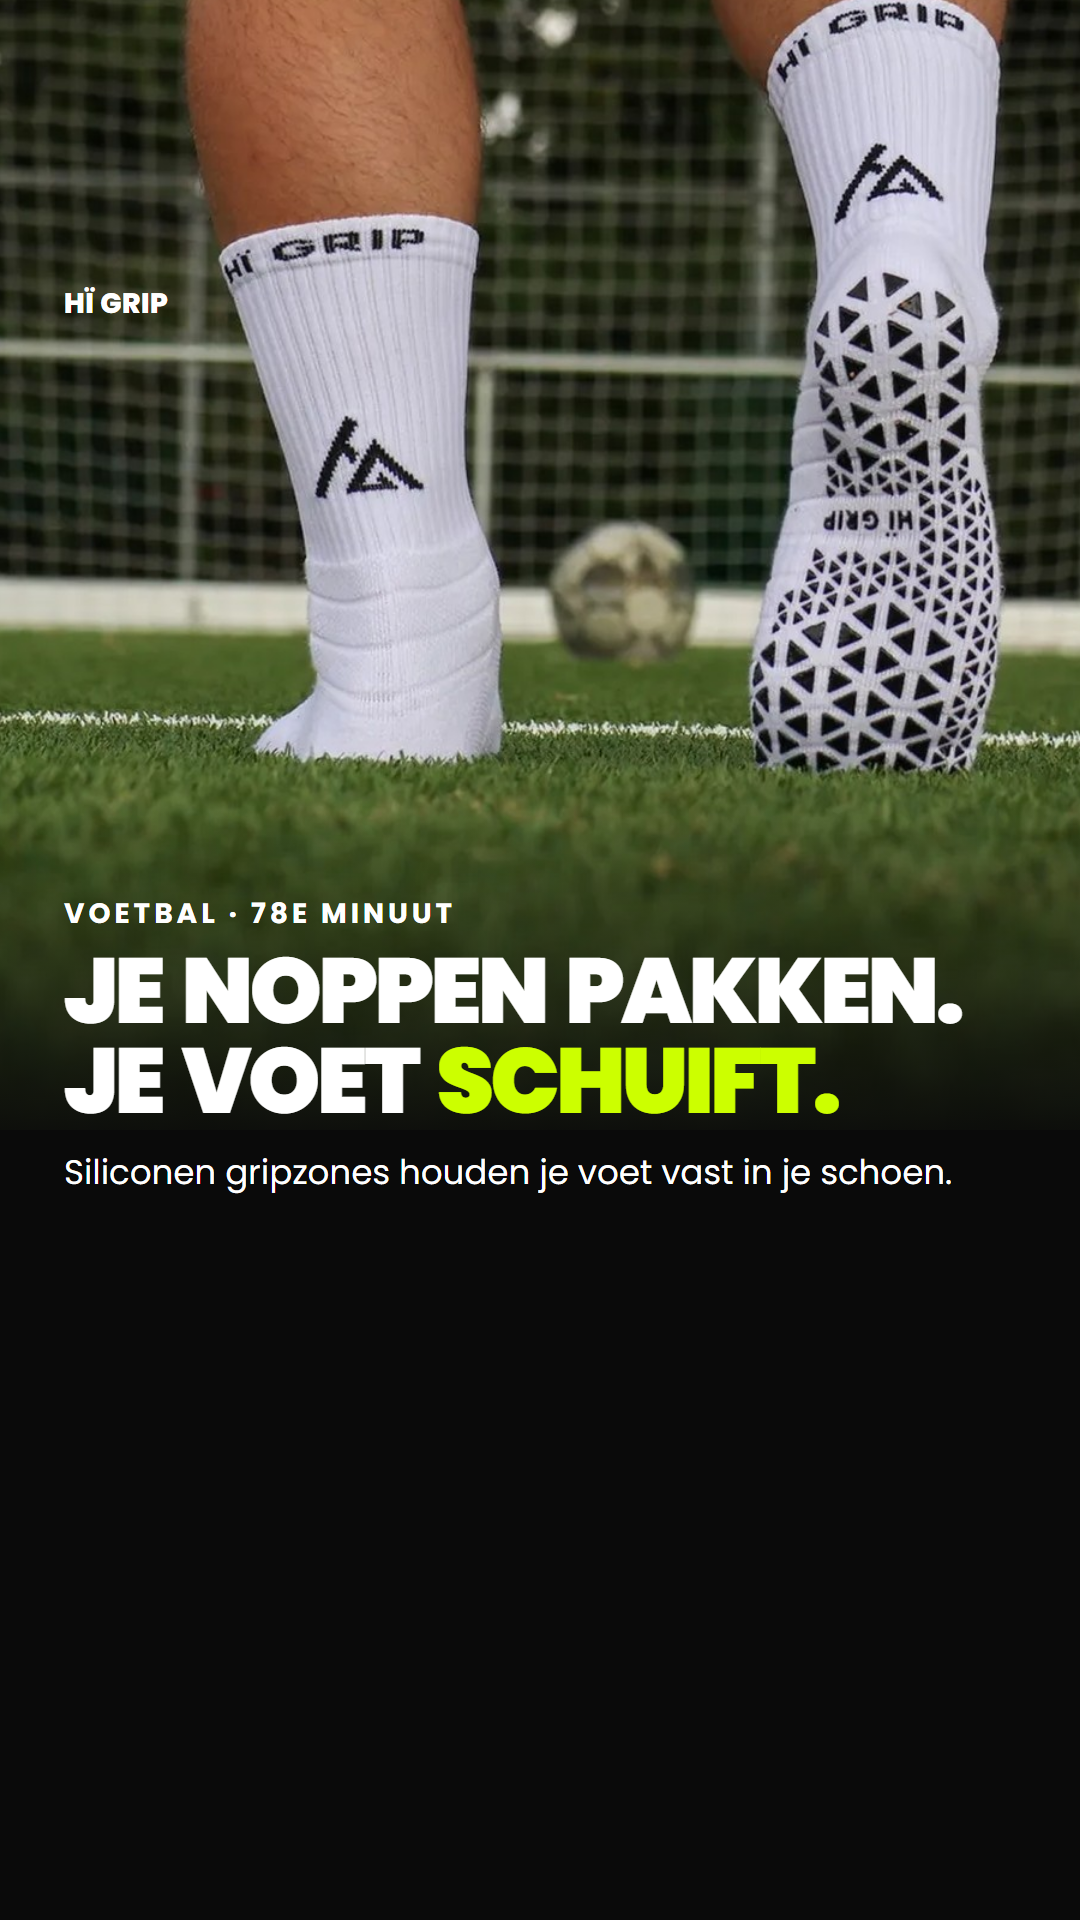 HÏ GRIP
HÏ GRIP
HÏ GRIP
HÏ GRIP
VOETBAL · 78E MINUUT
JE NOPPEN PAKKEN.
JE VOET SCHUIFT.
Siliconen gripzones houden je voet vast in je schoen.